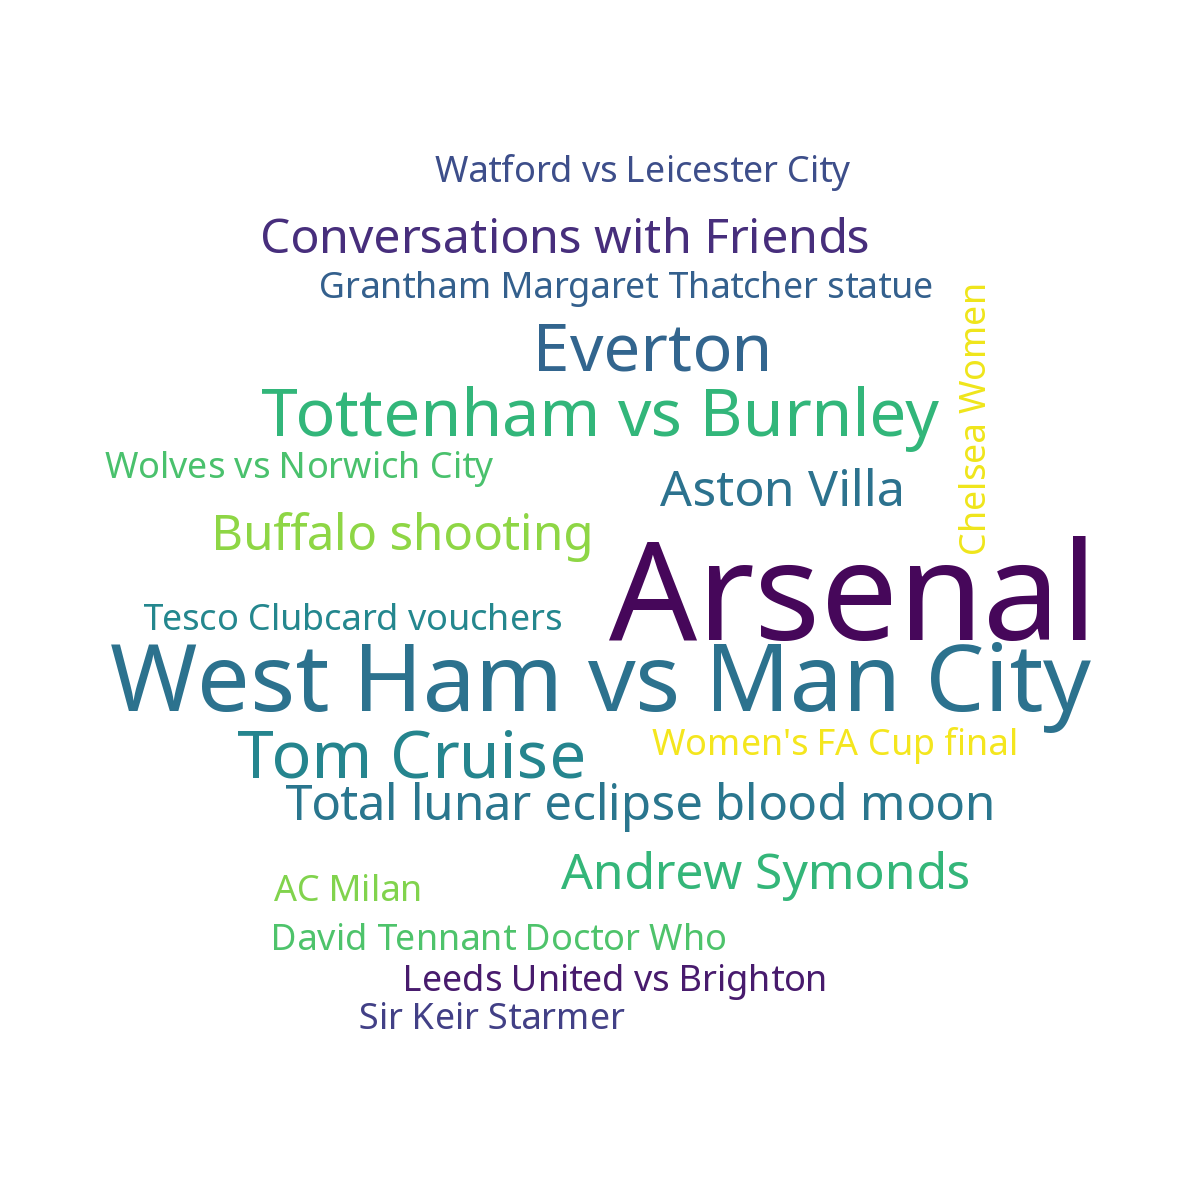 Watford vs Leicester City
Conversations with Friends
Grantham Margaret Thatcher statue
Chelsea Women
Everton
Tottenham vs Burnley
Wolves vs Norwich City
Aston Villa
Buffalo shooting
Arsenal
Tesco Clubcard vouchers
West Ham vs Man City
Tom Cruise
Women's FA Cup final
Total lunar eclipse blood moon
Andrew Symonds
AC Milan
David Tennant Doctor Who
Leeds United vs Brighton
Sir Keir Starmer